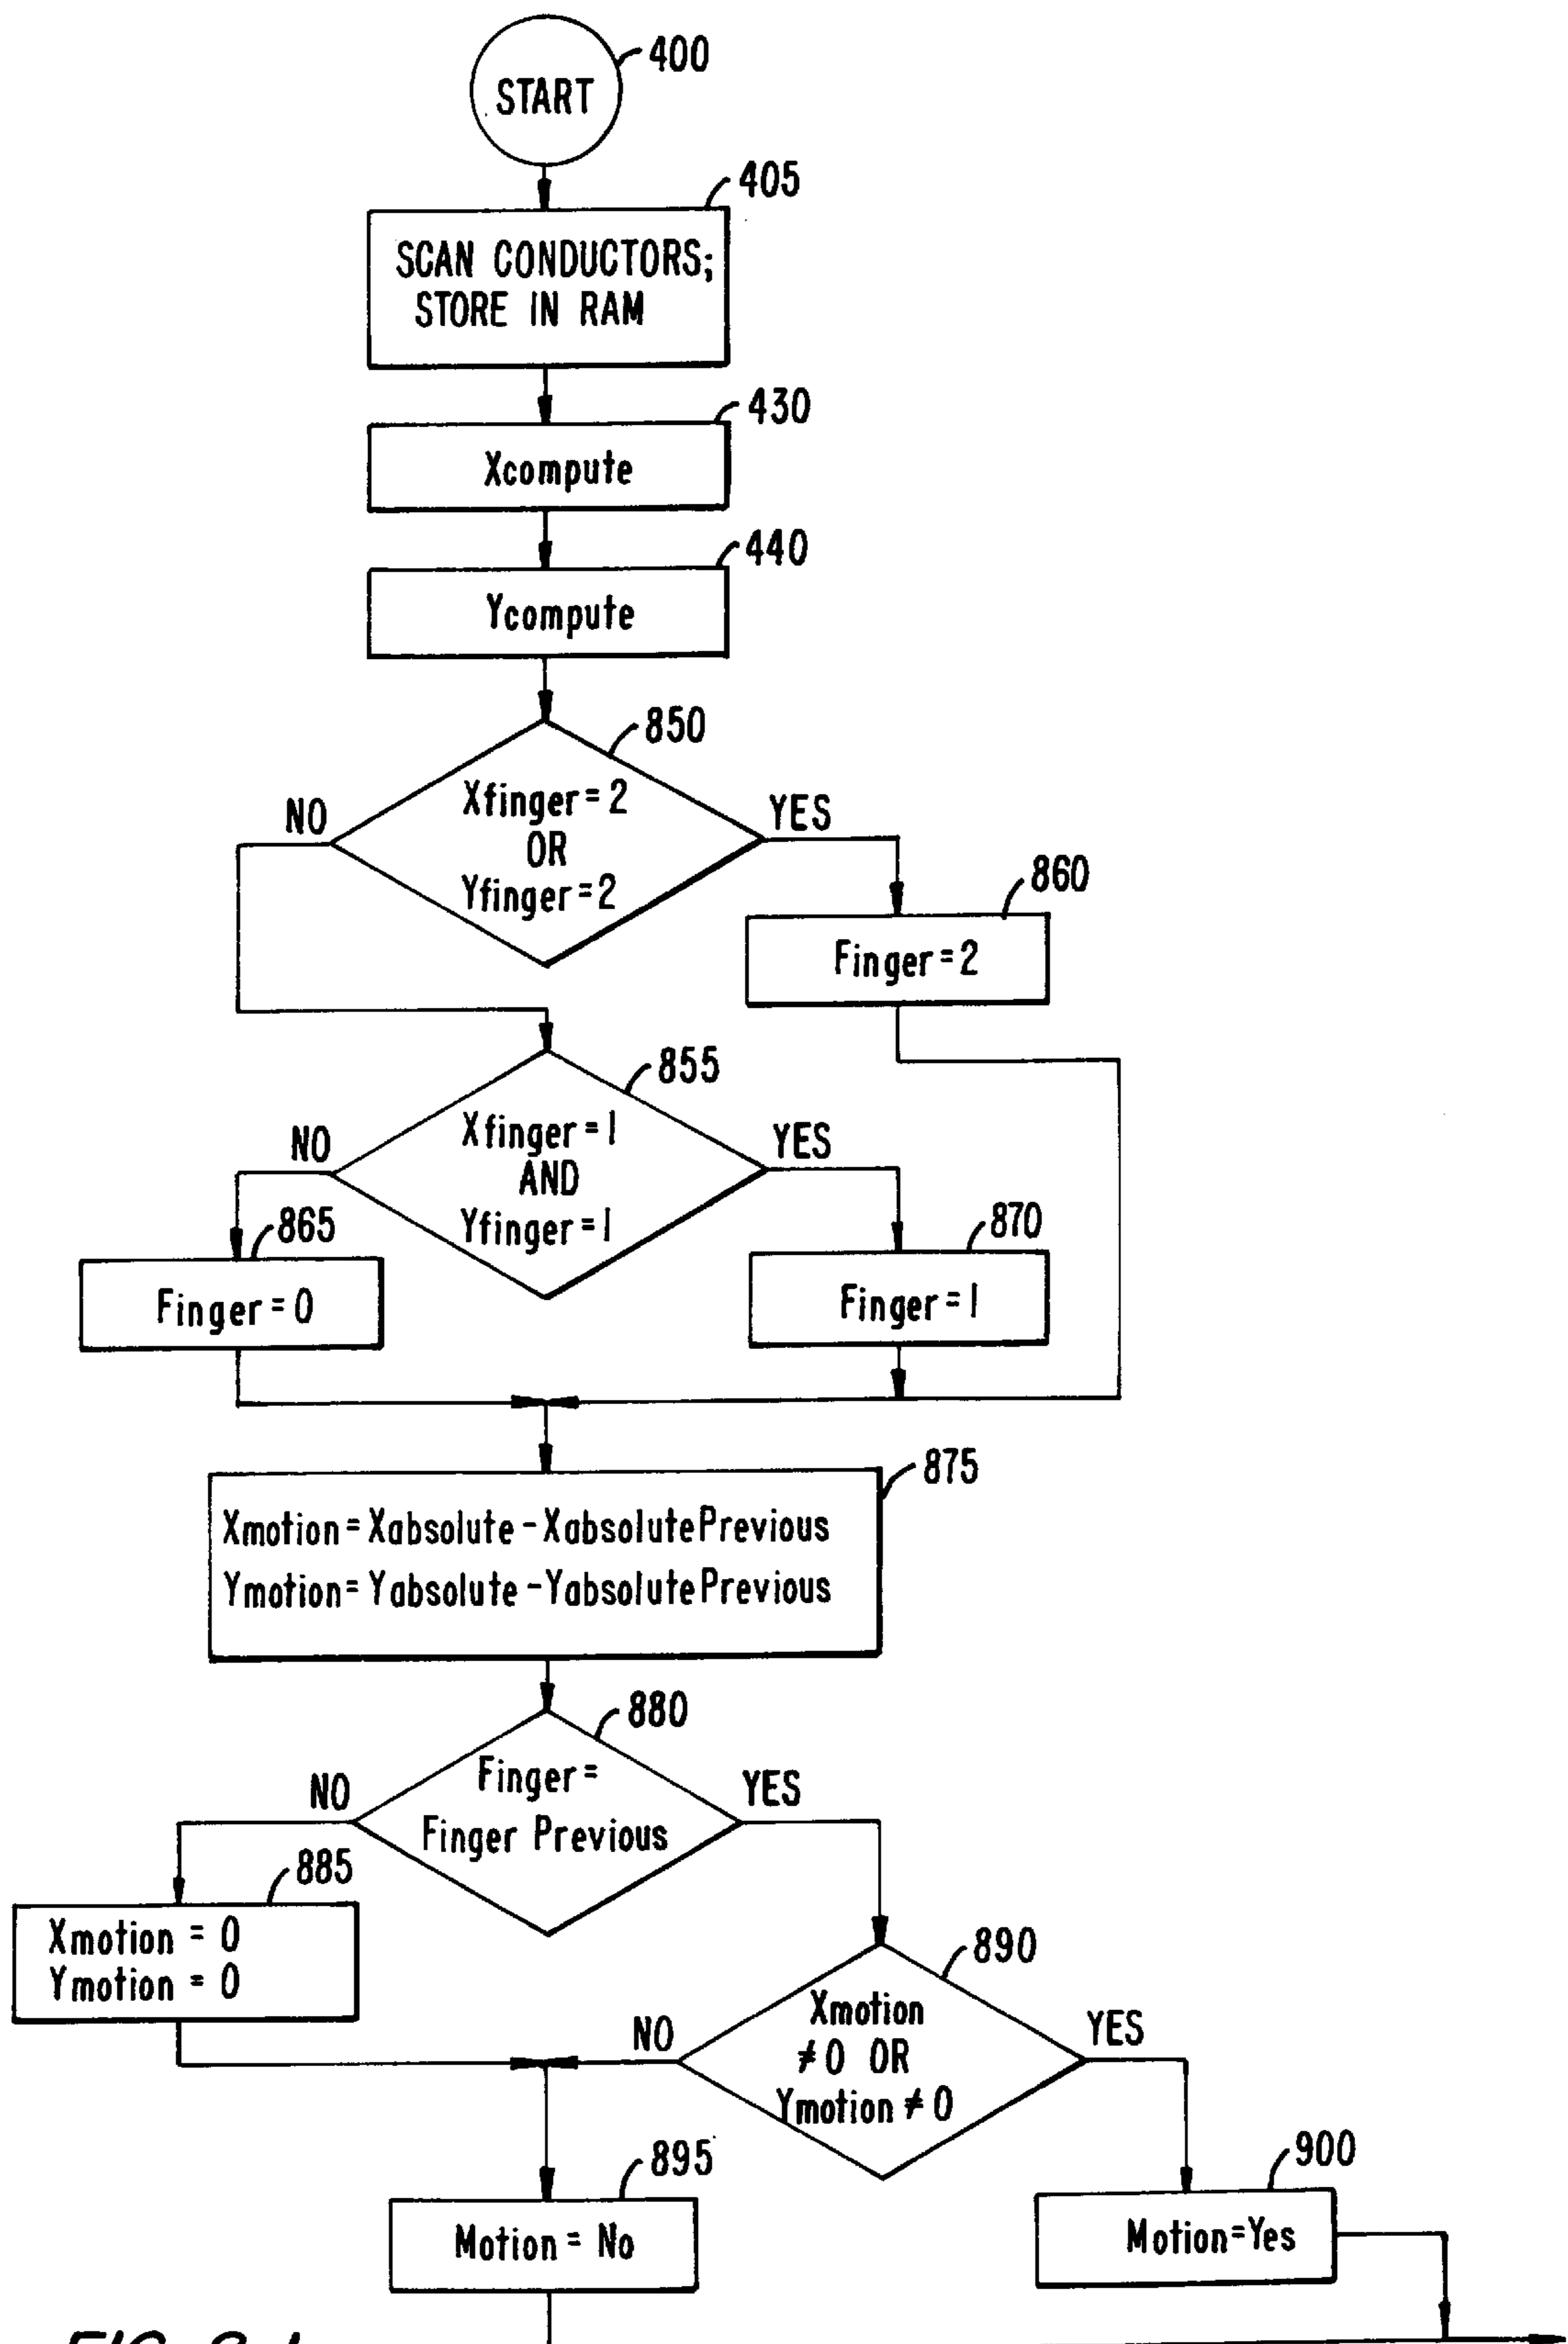 START
400
405
SCAN CONDUCTORS;
STORE IN RAM
430
Xcompute
440
Ycompute
850
NO
Xfinger=2
OR
Yfinger=2
YES
860
Finger=2
855
NO
Xfinger=1
AND
Yfinger=1
YES
865
Finger=0
870
Finger=1
875
Xmotion=Xabsolute-XabsolutePrevious
Ymotion=Yabsolute-YabsolutePrevious
880
NO
Finger=
Finger Previous
YES
885
Xmotion = 0
Ymotion = 0
890
NO
Xmotion
≠0 OR
Ymotion≠0
YES
895
Motion = No
900
Motion=Yes